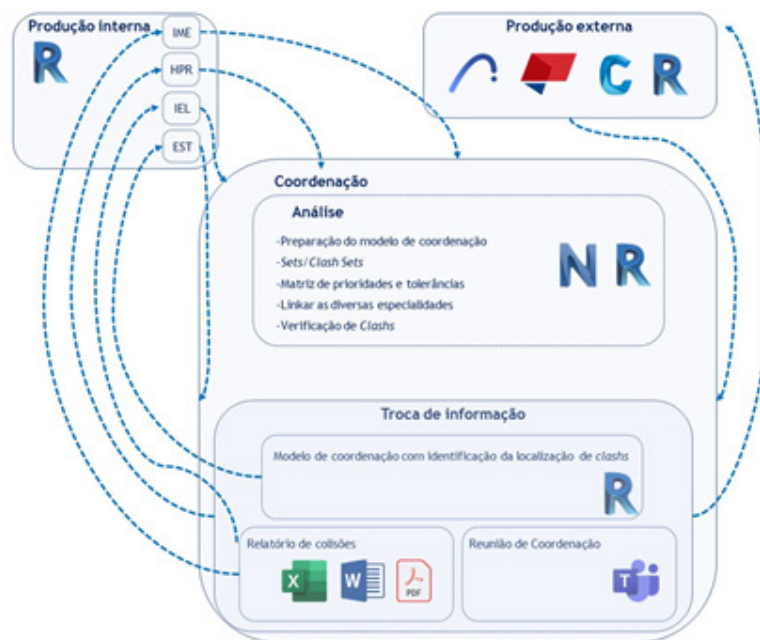 Produção interna
IME
HPR
IEL
EST
Produção externa
Coordenação
Análise
-Preparação do modelo de coordenação
-Sets/Clash Sets
-Matriz de prioridades e tolerâncias
-Linkar as diversas especialidades
-Verificação de Clashs
Troca de informação
Modelo de coordenação com identificação da localização de clashs
Relatório de colisões
PDF
Reunião de Coordenação